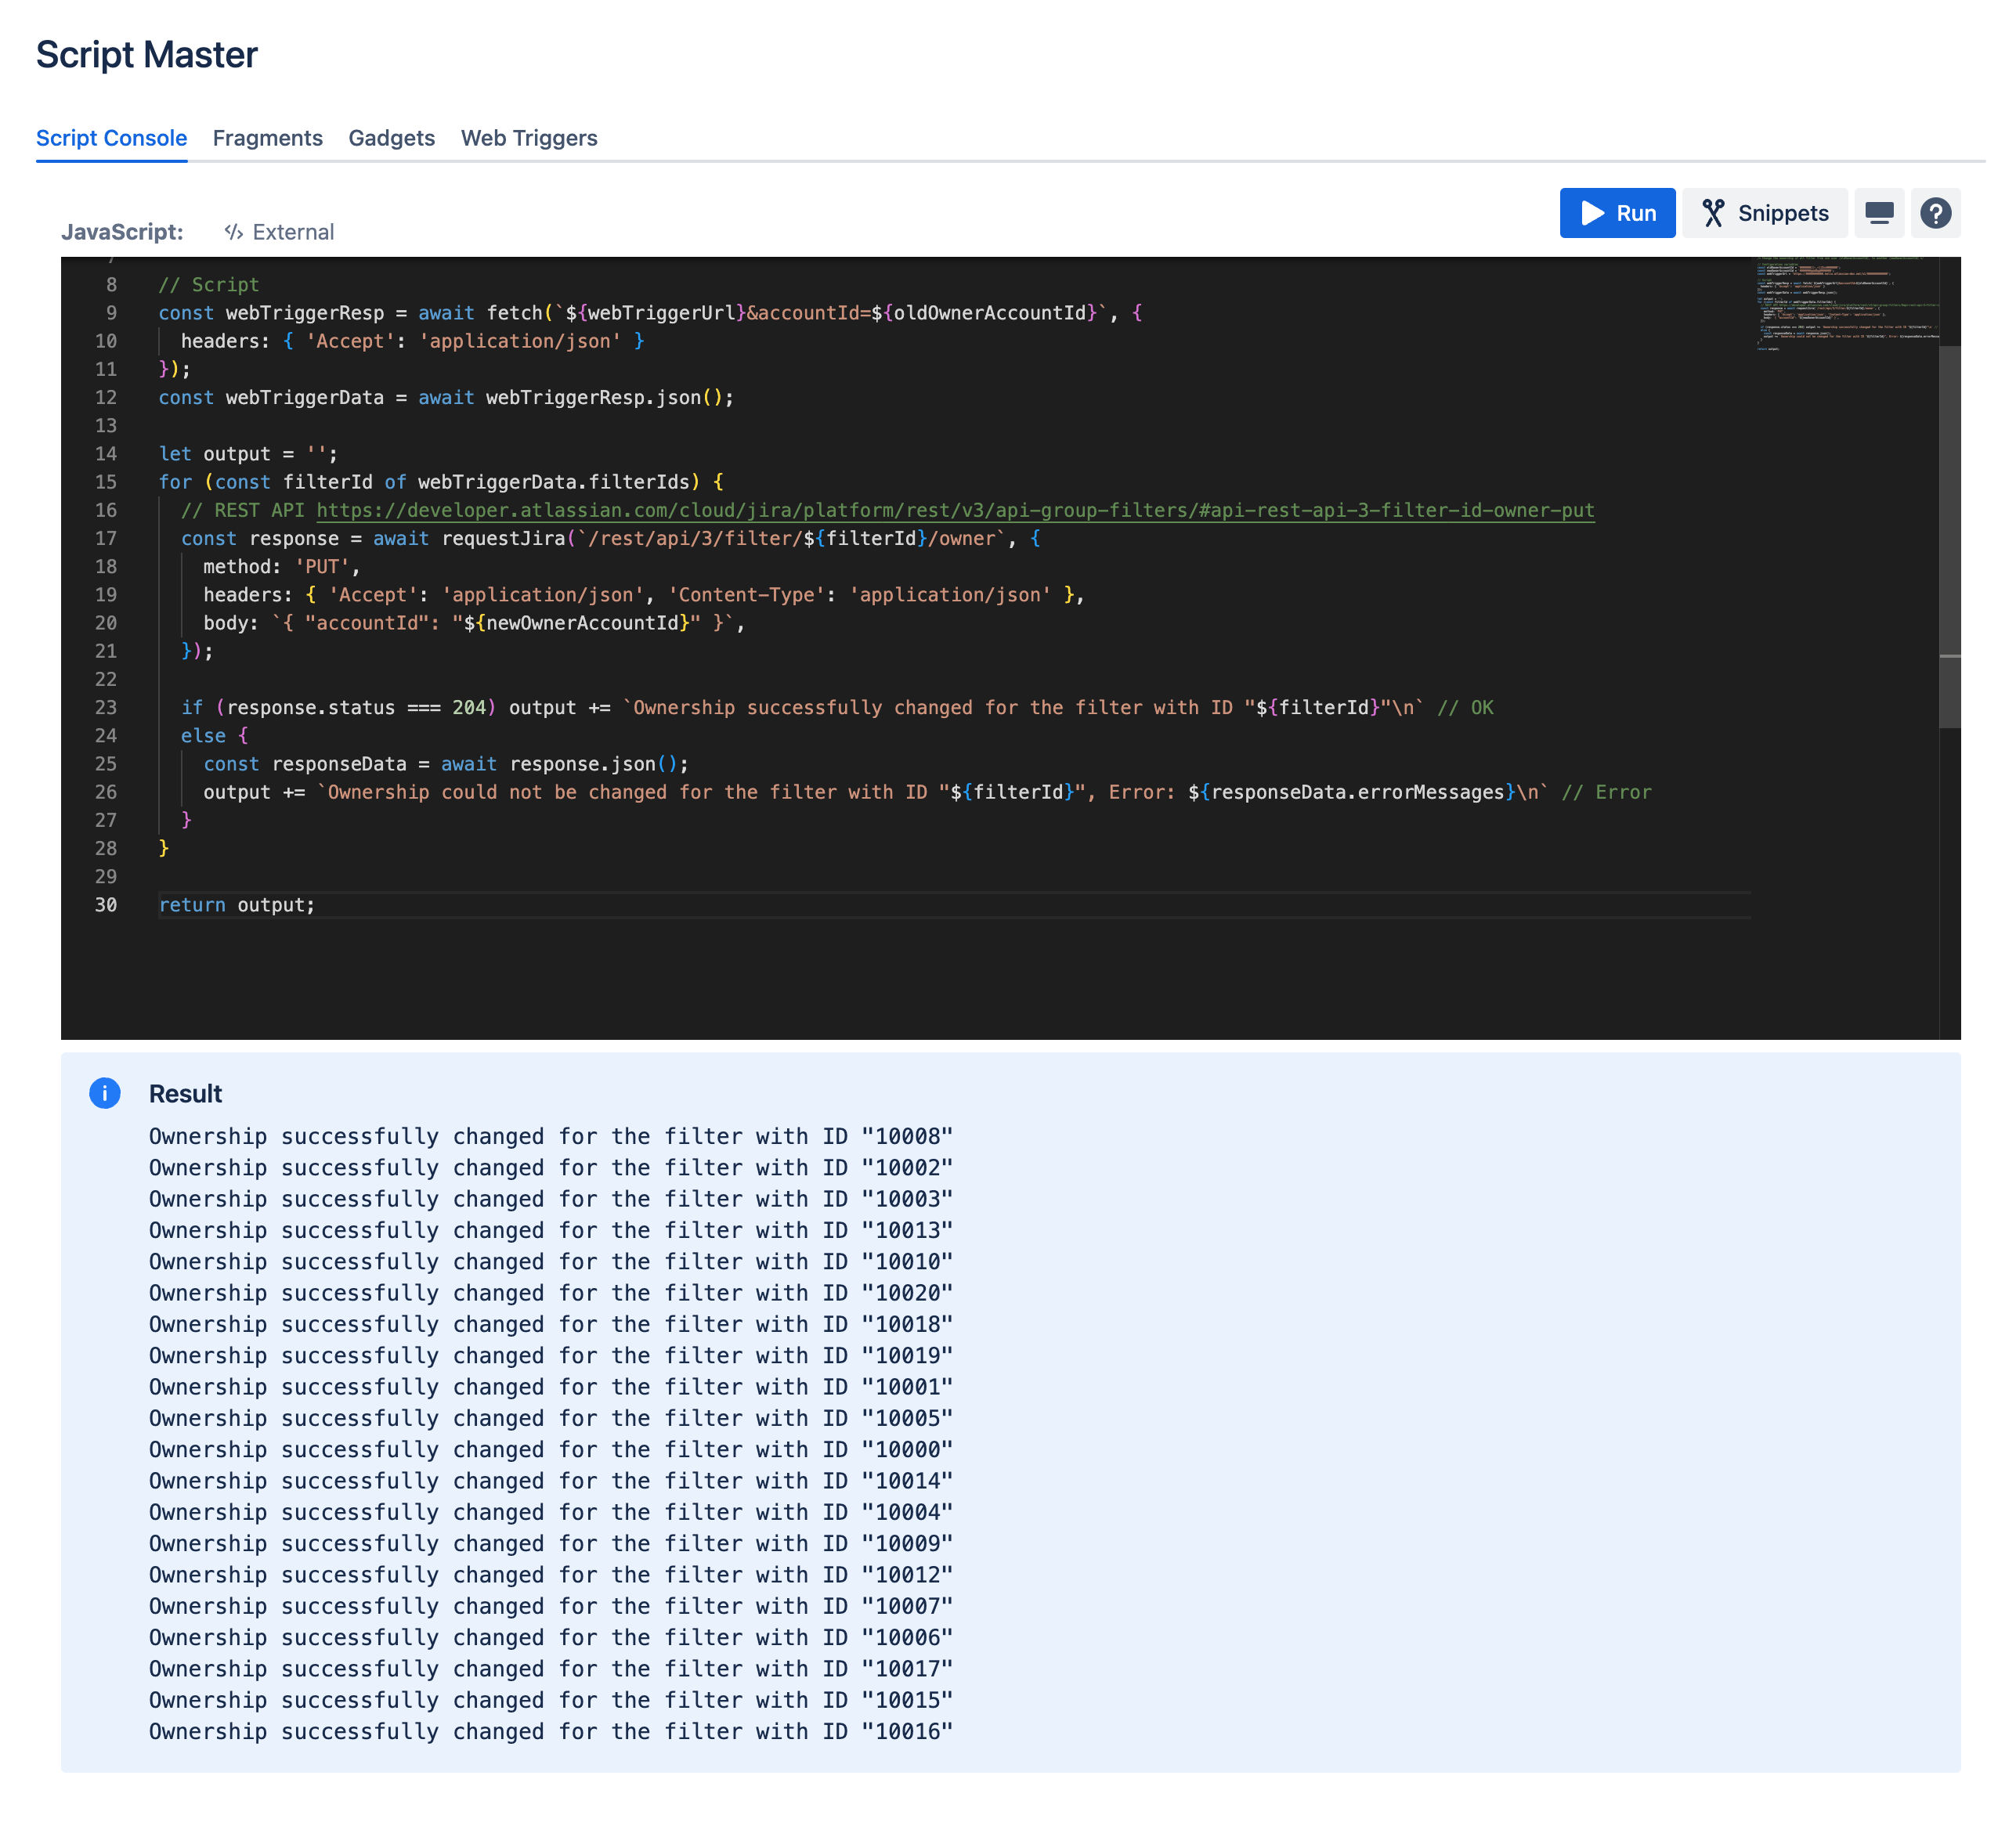 Script Master
Script Console Fragments Gadgets Web Triggers
JavaScript: </> External Run Snippets
8 // Script
9 const webTriggerResp = await fetch(`${webTriggerUrl}&accountId=${oldOwnerAccountId}`, {
10 headers: { 'Accept': 'application/json' }
11 });
12 const webTriggerData = await webTriggerResp.json();
13
14 let output = '';
15 for (const filterId of webTriggerData.filterIds) {
16 // REST API https://developer.atlassian.com/cloud/jira/platform/rest/v3/api-group-filters/#api-rest-api-3-filter-id-owner-put
17 const response = await requestJira(`/rest/api/3/filter/${filterId}/owner`, {
18 method: 'PUT',
19 headers: { 'Accept': 'application/json', 'Content-Type': 'application/json' },
20 body: `{ "accountId": "${newOwnerAccountId}" }`,
21 });
22
23 if (response.status === 204) output += `Ownership successfully changed for the filter with ID "${filterId}"\n` // OK
24 else {
25 const responseData = await response.json();
26 output += `Ownership could not be changed for the filter with ID "${filterId}", Error: ${responseData.errorMessages}\n` // Error
27 }
28 }
29
30 return output;
Result
Ownership successfully changed for the filter with ID "10008"
Ownership successfully changed for the filter with ID "10002"
Ownership successfully changed for the filter with ID "10003"
Ownership successfully changed for the filter with ID "10013"
Ownership successfully changed for the filter with ID "10010"
Ownership successfully changed for the filter with ID "10020"
Ownership successfully changed for the filter with ID "10018"
Ownership successfully changed for the filter with ID "10019"
Ownership successfully changed for the filter with ID "10001"
Ownership successfully changed for the filter with ID "10005"
Ownership successfully changed for the filter with ID "10000"
Ownership successfully changed for the filter with ID "10014"
Ownership successfully changed for the filter with ID "10004"
Ownership successfully changed for the filter with ID "10009"
Ownership successfully changed for the filter with ID "10012"
Ownership successfully changed for the filter with ID "10007"
Ownership successfully changed for the filter with ID "10006"
Ownership successfully changed for the filter with ID "10017"
Ownership successfully changed for the filter with ID "10015"
Ownership successfully changed for the filter with ID "10016"